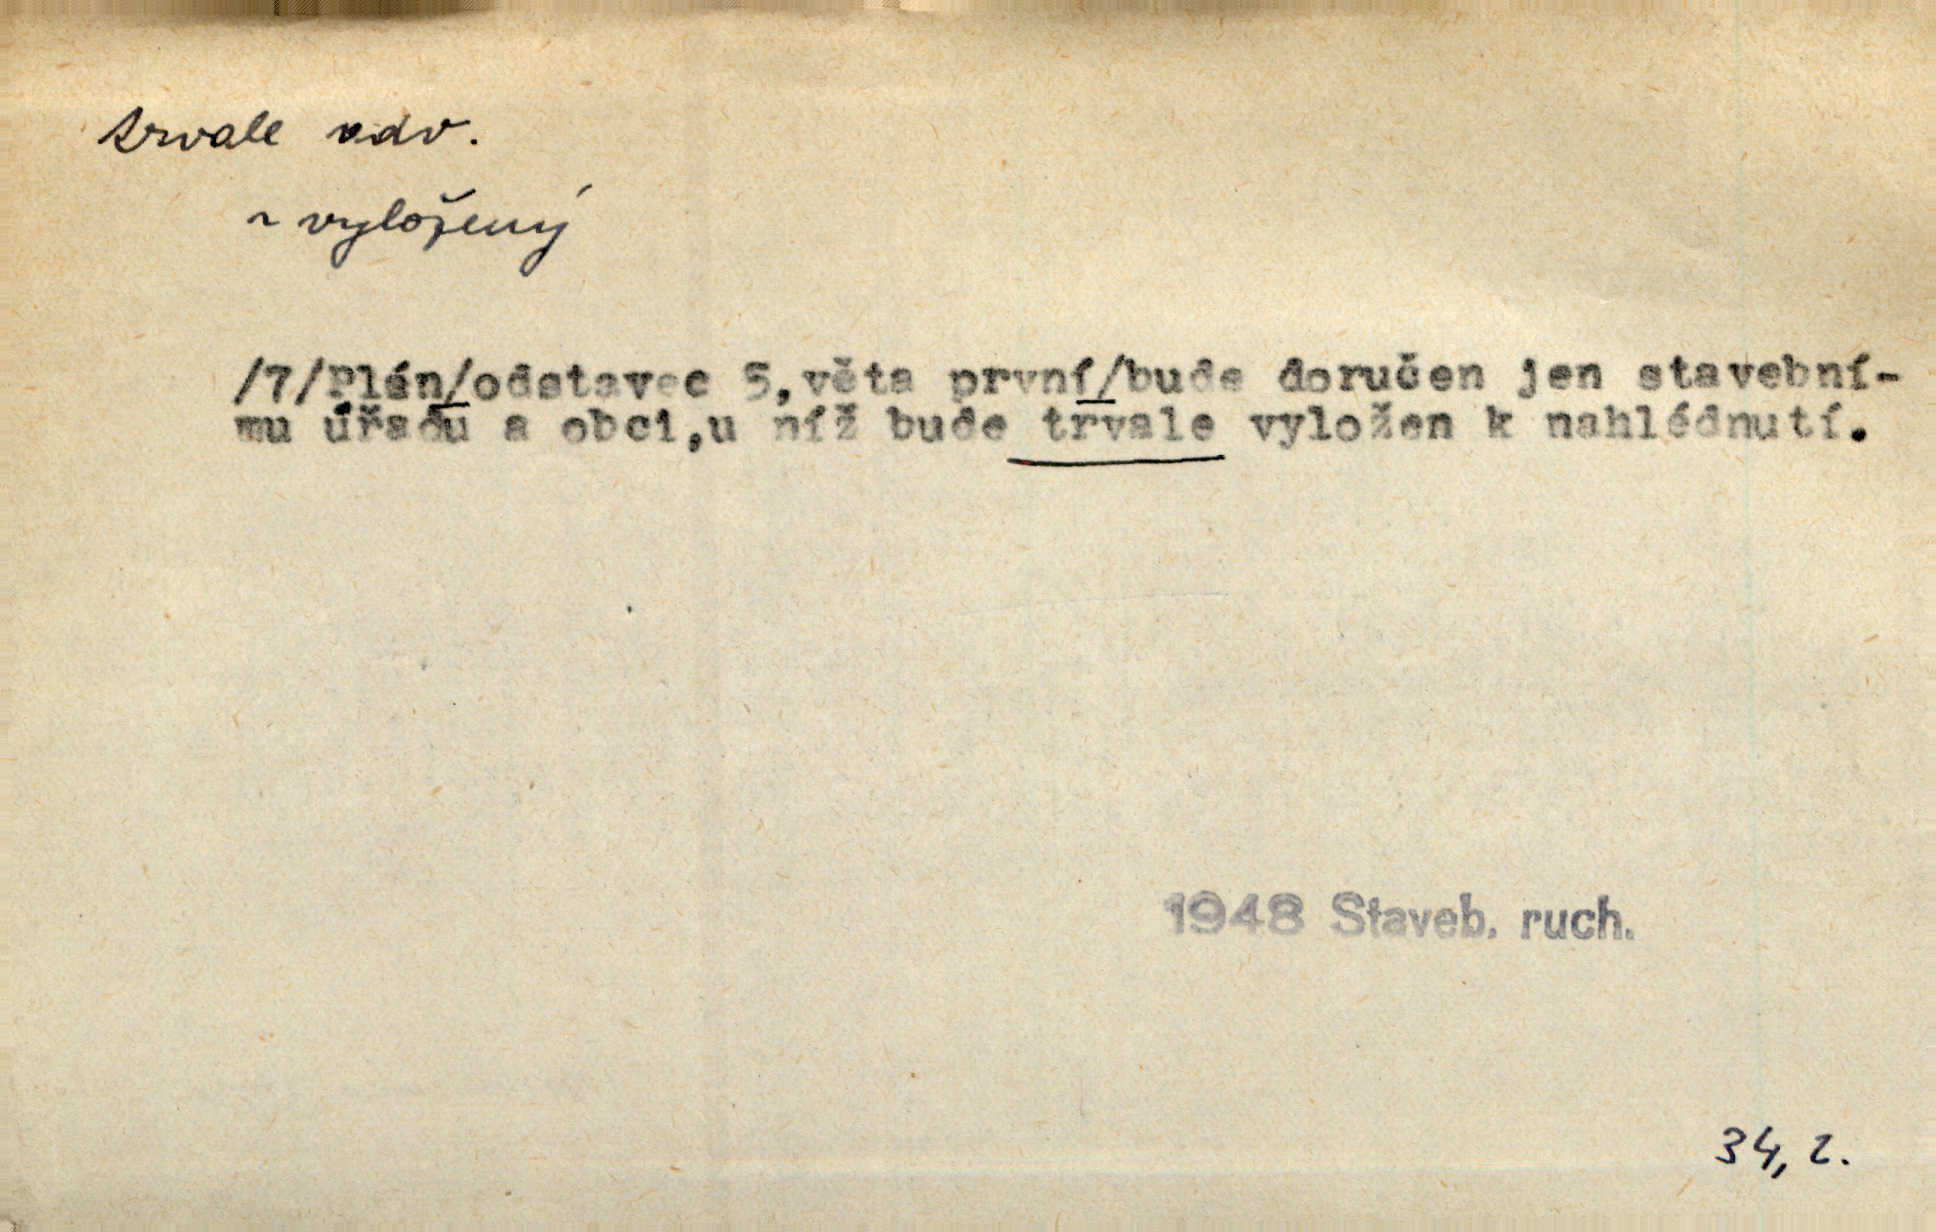 trvale adv.
~ vyložený
/7/Plán/odstavec 5,věta první/bude doručen jen stavební-
mu úřadu a obci,u níž bude trvale vyložen k nahlédnutí.
1948 Staveb. ruch.
34, 2.